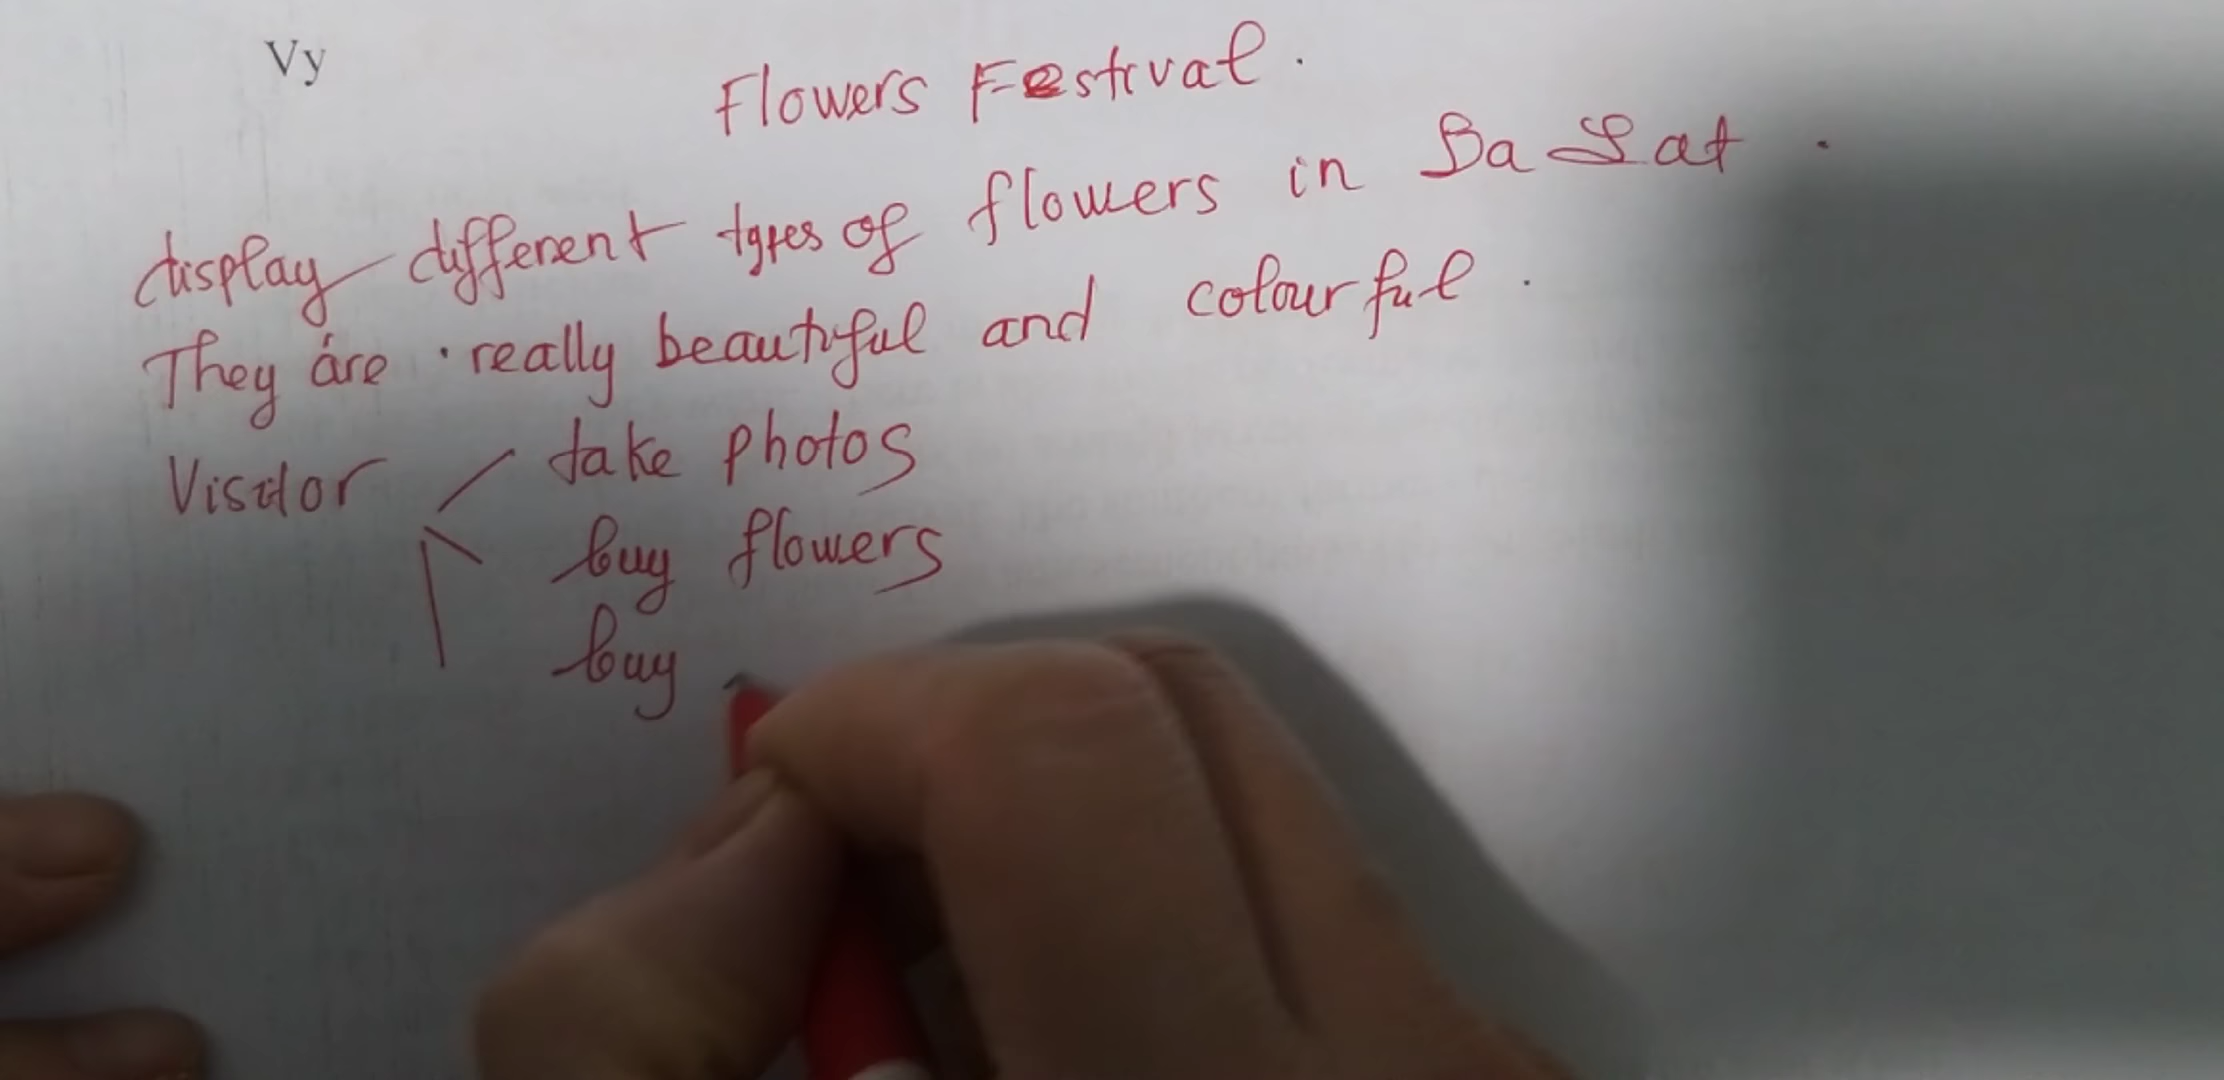 Vy
Flowers Festival.
display different types of flowers in Da Lat.
They are really beautiful and colourful.
Visitor take photos
buy flowers
buy